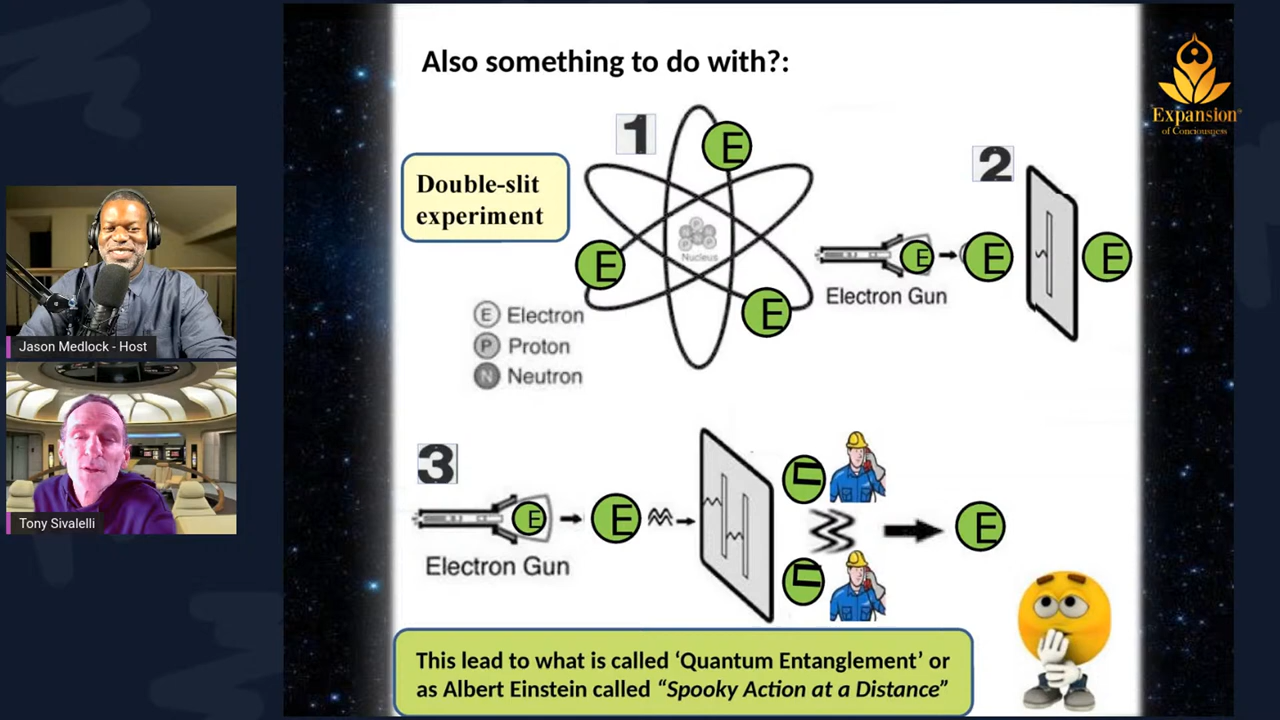 Also something to do with?:
Expansion
of Conciousness
1
E
2
Double-slit
experiment
P
N
Nucleus
E
E
E
E
E
Electron Gun
E
E Electron
P Proton
N Neutron
3
E
E
E
Electron Gun
This lead to what is called ‘Quantum Entanglement’ or
as Albert Einstein called “Spooky Action at a Distance”
Jason Medlock - Host
Tony Sivalelli